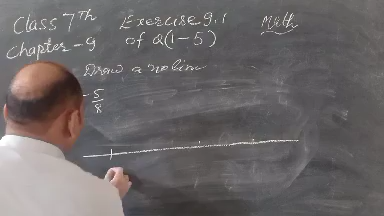 Class 7Th Exercise 9.1 Math
Chapter-9 of Q(1-5)
Draw a no line
-5/8